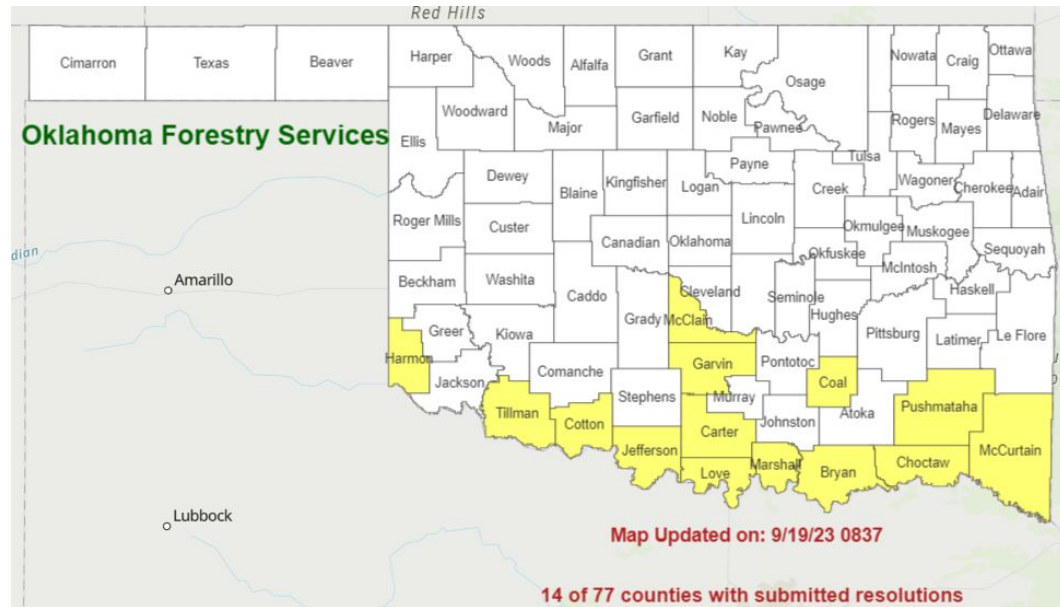 Red Hills
Cimarron
Texas
Beaver
Harper
Woods
Alfalfa
Grant
Kay
Osage
Nowata
Craig
Ottawa
Oklahoma Forestry Services
Ellis
Woodward
Major
Garfield
Noble
Pawnee
Rogers
Mayes
Delaware
Dewey
Blaine
Kingfisher
Logan
Payne
Creek
Tulsa
Wagoner
Cherokee
Adair
Roger Mills
Custer
Canadian
Oklahoma
Lincoln
Okfuskee
Okmulgee
Muskogee
McIntosh
Sequoyah
dian
Amarillo
Beckham
Washita
Caddo
Grady
Cleveland
McClain
Seminole
Hughes
Pittsburg
Haskell
Latimer
Le Flore
Harmon
Greer
Kiowa
Jackson
Comanche
Stephens
Garvin
Murray
Pontotoc
Johnston
Coal
Atoka
Pushmataha
McCurtain
Tillman
Cotton
Jefferson
Carter
Love
Marshall
Bryan
Choctaw
Lubbock
Map Updated on: 9/19/23 0837
14 of 77 counties with submitted resolutions